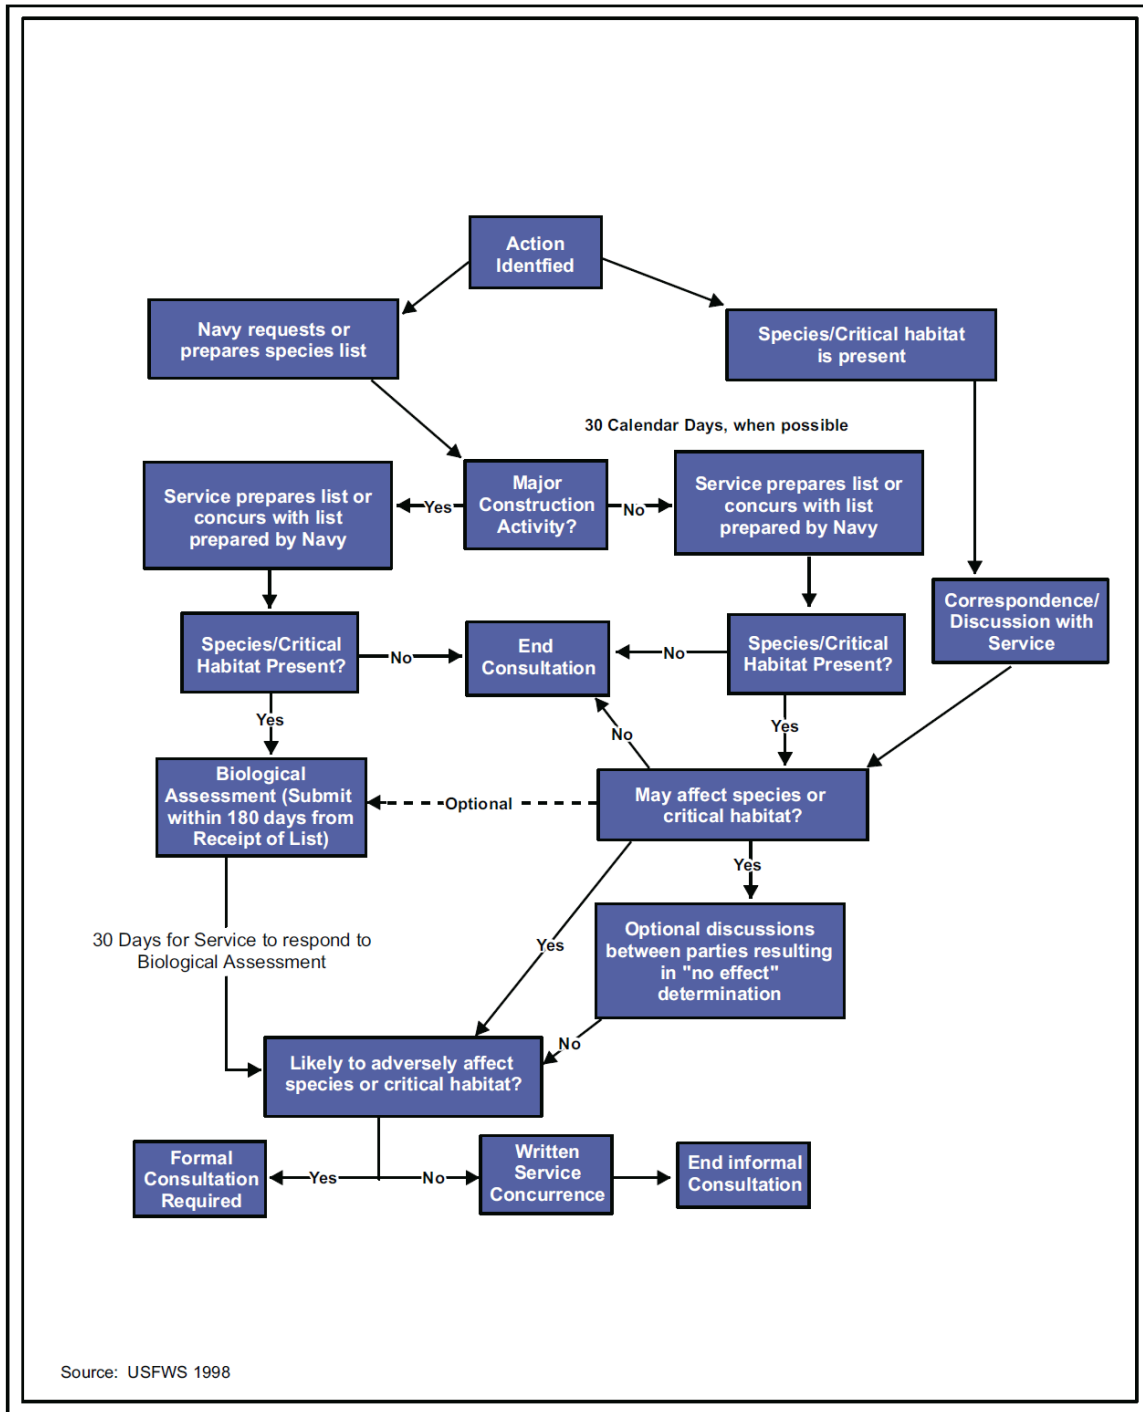 Action
Identfied
Navy requests or
prepares species list
Species/Critical habitat
is present
30 Calendar Days, when possible
Service prepares list or
concurs with list
prepared by Navy
Yes
Major
Construction
Activity?
No
Service prepares list or
concurs with list
prepared by Navy
Correspondence/
Discussion with
Service
Species/Critical
Habitat Present?
No
End
Consultation
No
Species/Critical
Habitat Present?
Yes
No
Yes
Biological
Assessment (Submit
within 180 days from
Receipt of List)
Optional
May affect species or
critical habitat?
Yes
30 Days for Service to respond to
Biological Assessment
Yes
Optional discussions
between parties resulting
in "no effect"
determination
No
Likely to adversely affect
species or critical habitat?
Formal
Consultation
Required
Yes
No
Written
Service
Concurrence
End informal
Consultation
Source: USFWS 1998